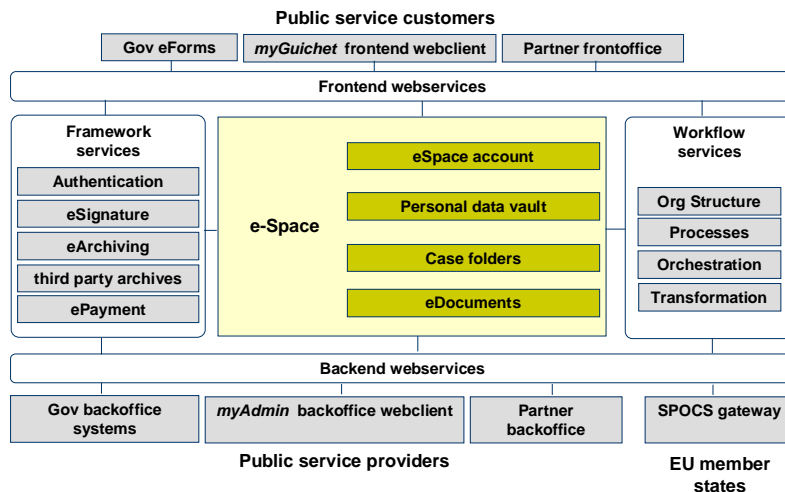 Public service customers
Gov eForms
myGuichet frontend webclient
Partner frontoffice
Frontend webservices
Framework
services
Authentication
eSignature
eArchiving
third party archives
ePayment
e-Space
eSpace account
Personal data vault
Case folders
eDocuments
Workflow
services
Org Structure
Processes
Orchestration
Transformation
Backend webservices
Gov backoffice
systems
myAdmin backoffice webclient
Partner
backoffice
SPOCS gateway
Public service providers
EU member
states